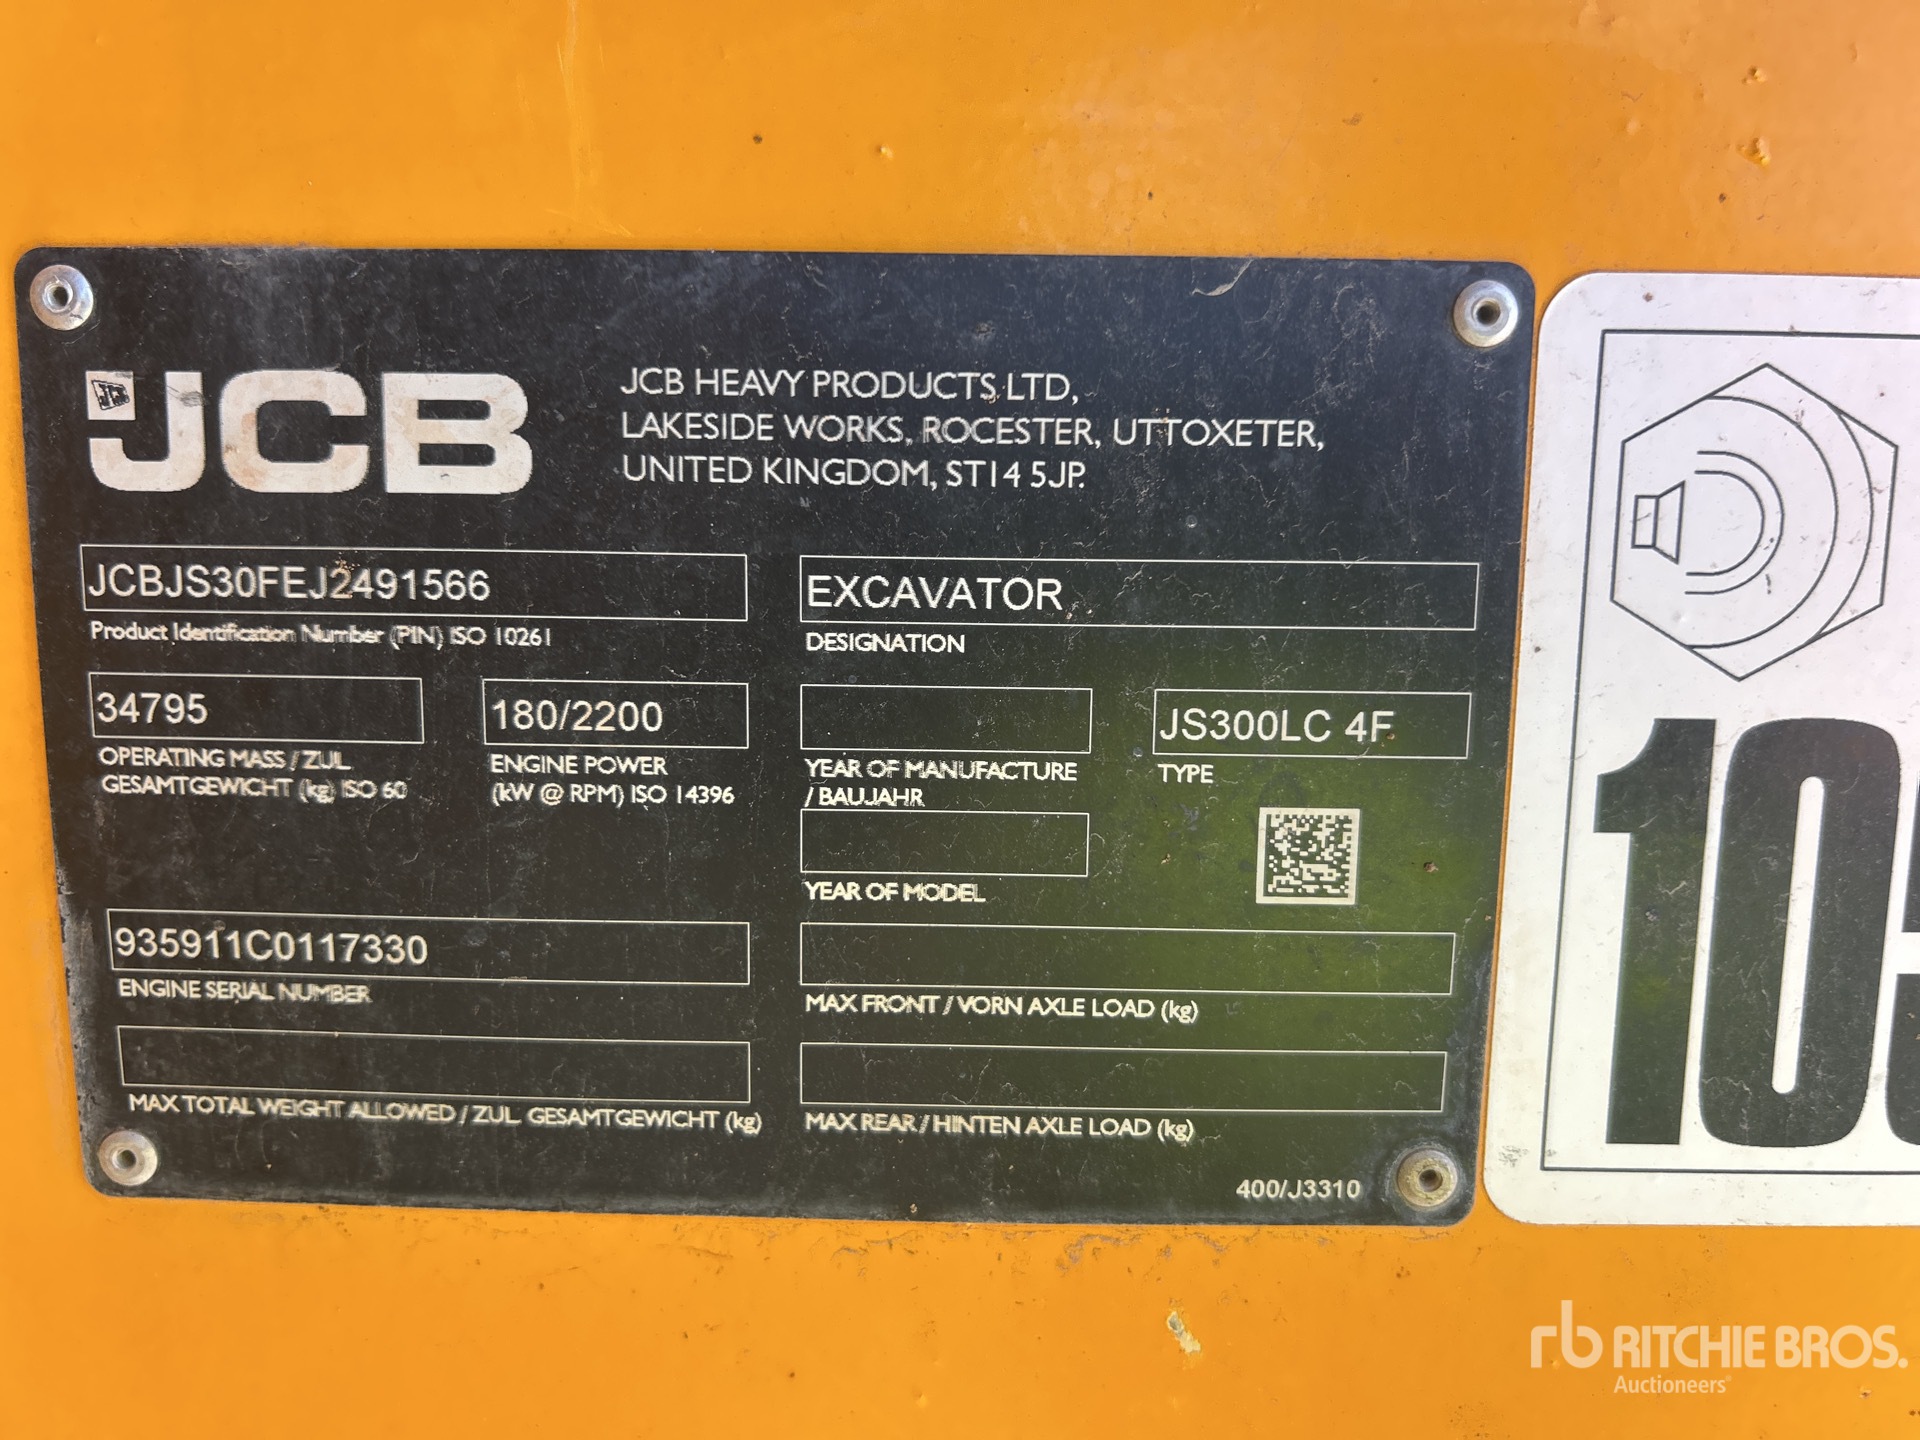 JCB
JCB HEAVY PRODUCTS LTD,
LAKESIDE WORKS, ROCESTER, UTTOXETER,
UNITED KINGDOM, ST14 5JP.
JCBJS30FEJ2491566
Product Identification Number (PIN) ISO 10261
EXCAVATOR
DESIGNATION
34795
OPERATING MASS / ZUL.
GESAMTGEWICHT (kg) ISO 60
180/2200
ENGINE POWER
(kW @ RPM) ISO 14396
YEAR OF MANUFACTURE
/ BAUJAHR
JS300LC 4F
TYPE
YEAR OF MODEL
935911C0117330
ENGINE SERIAL NUMBER
MAX FRONT / VORN AXLE LOAD (kg)
MAX TOTAL WEIGHT ALLOWED / ZUL. GESAMTGEWICHT (kg)
MAX REAR / HINTEN AXLE LOAD (kg)
400/J3310
105
rb RITCHIE BROS.
Auctioneers